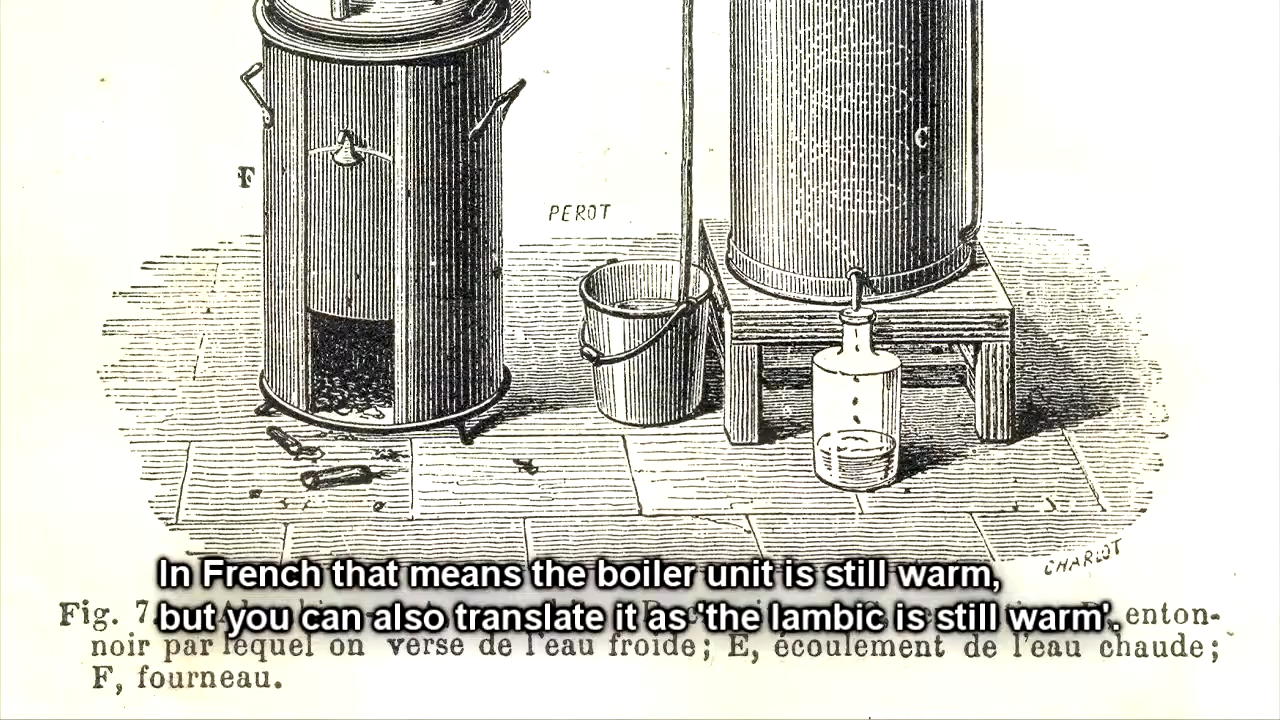 C
F
PEROT
CHARLOT
In French that means the boiler unit is still warm,
but you can also translate it as 'the lambic is still warm'.
Fig. 7. enton-
noir par lequel on verse de l'eau froide; E, écoulement de l'eau chaude;
F, fourneau.